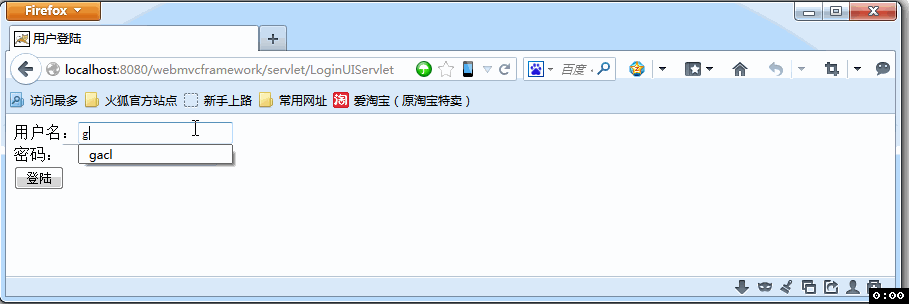 Firefox
用户登陆
localhost:8080/webmvcframework/servlet/LoginUIServlet
百度
访问最多 火狐官方站点 新手上路 常用网址 淘 爱淘宝（原淘宝特卖）
用户名： g
密码： gacl
登陆
0:00